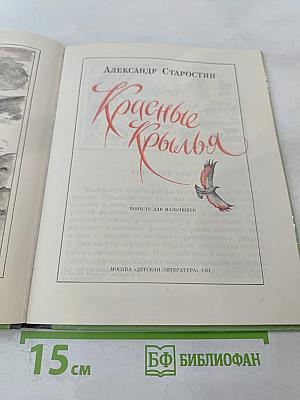 Александр Старостин
Красные
Крылья
повесть для мальчишек
Москва «Детская литература» 1991
15 см
БФ БИБЛИОФАН